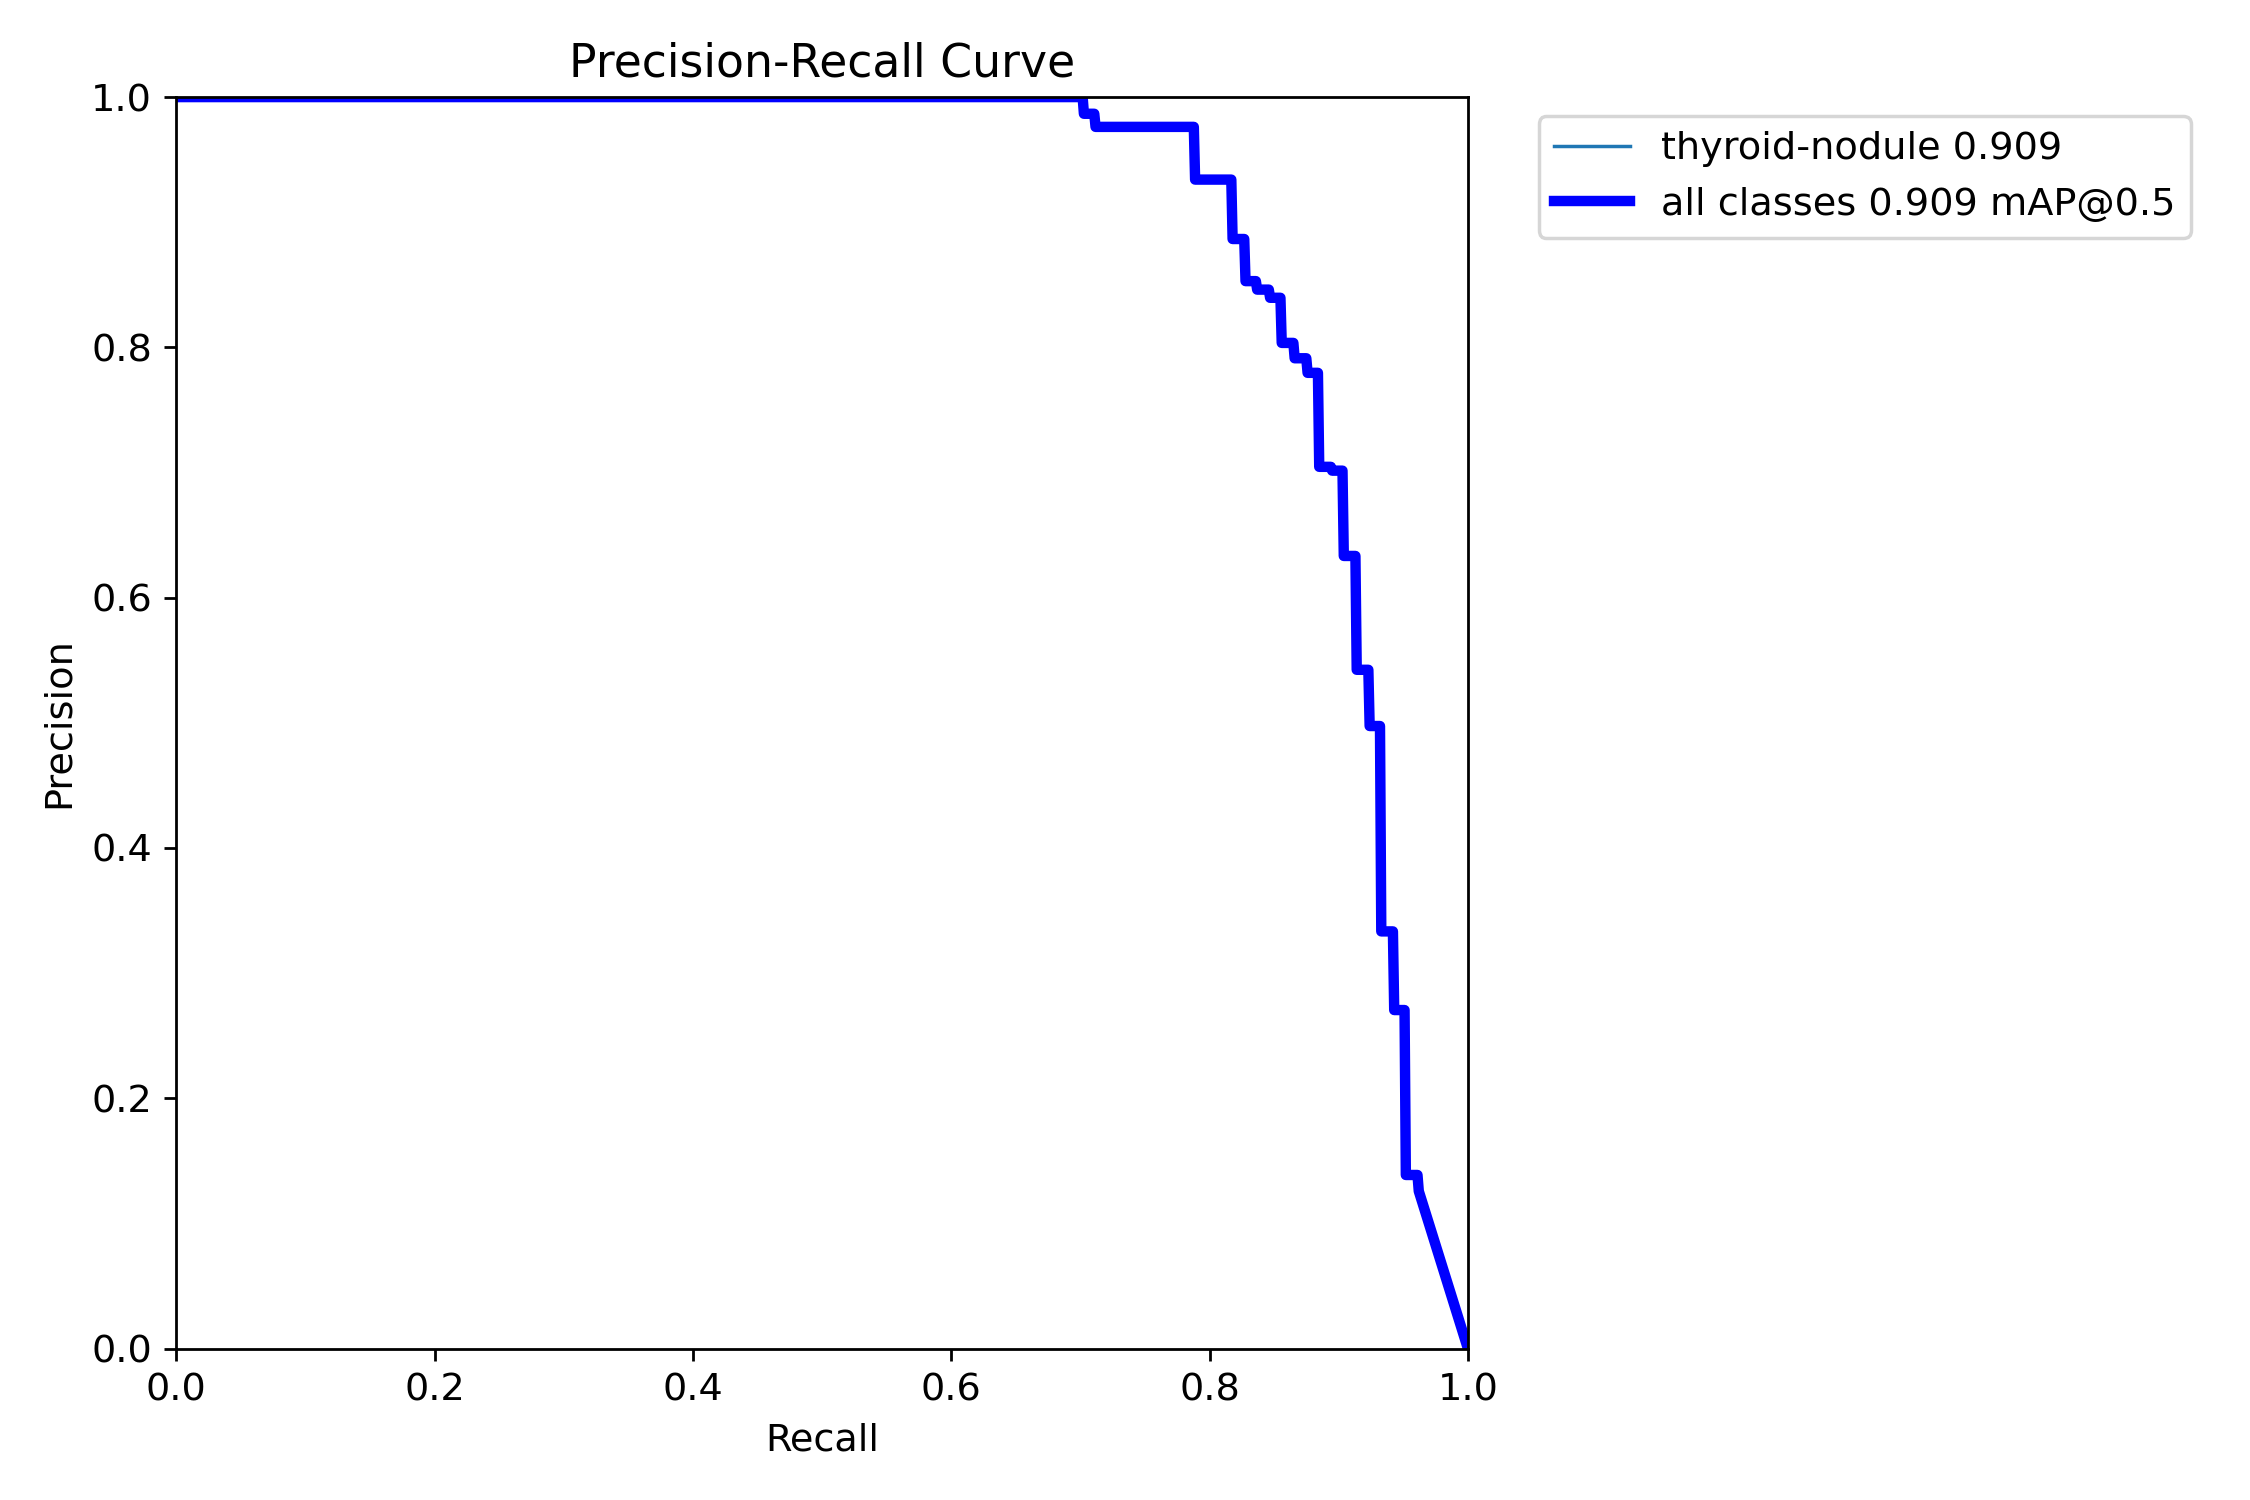 Precision-Recall Curve
thyroid-nodule 0.909
all classes 0.909 mAP@0.5
1.0
0.8
0.6
0.4
0.2
0.0
Precision
0.0 0.2 0.4 0.6 0.8 1.0
Recall